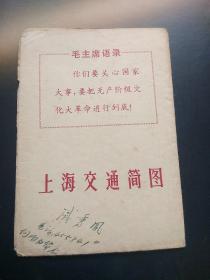 毛主席语录
你们要关心国家
大事，要把无产阶级文
化大革命进行到底！
上海交通简图